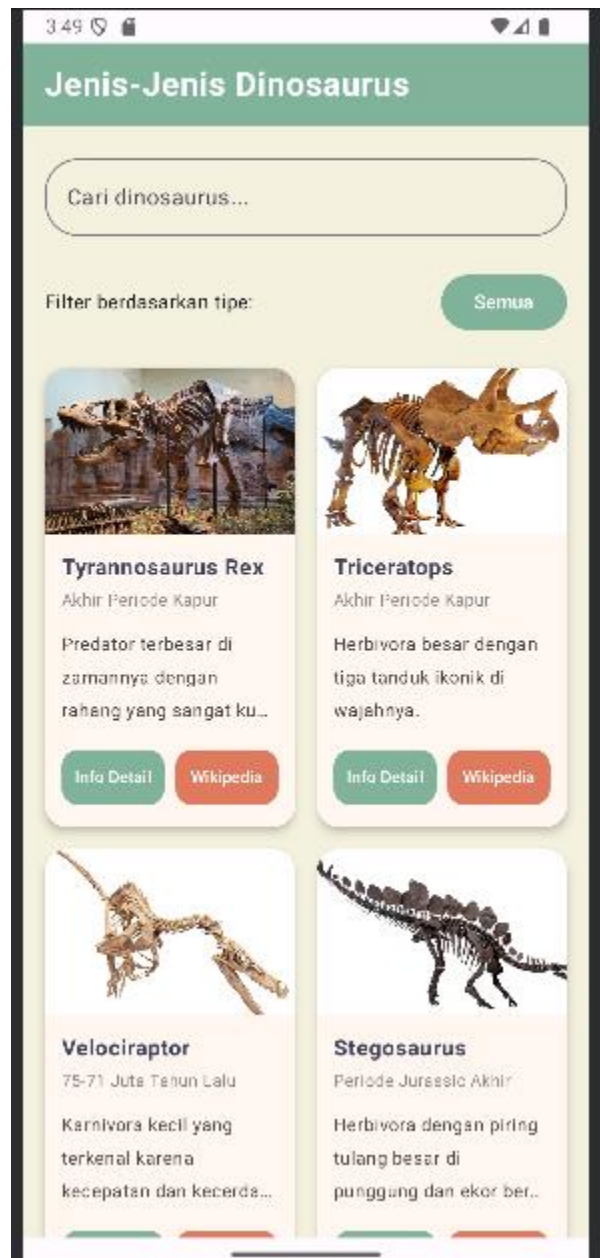 3:49
Jenis-Jenis Dinosaurus
Cari dinosaurus...
Filter berdasarkan tipe:
Semua
Tyrannosaurus Rex
Akhir Periode Kapur
Predator terbesar di
zamannya dengan
rahang yang sangat ku...
Info Detail
Wikipedia
Triceratops
Akhir Periode Kapur
Herbivora besar dengan
tiga tanduk ikonik di
wajahnya.
Info Detail
Wikipedia
Velociraptor
75-71 Juta Tahun Lalu
Karnivora kecil yang
terkenal karena
kecepatan dan kecerda...
Stegosaurus
Periode Jurassic Akhir
Herbivora dengan piring
tulang besar di
punggung dan ekor ber...